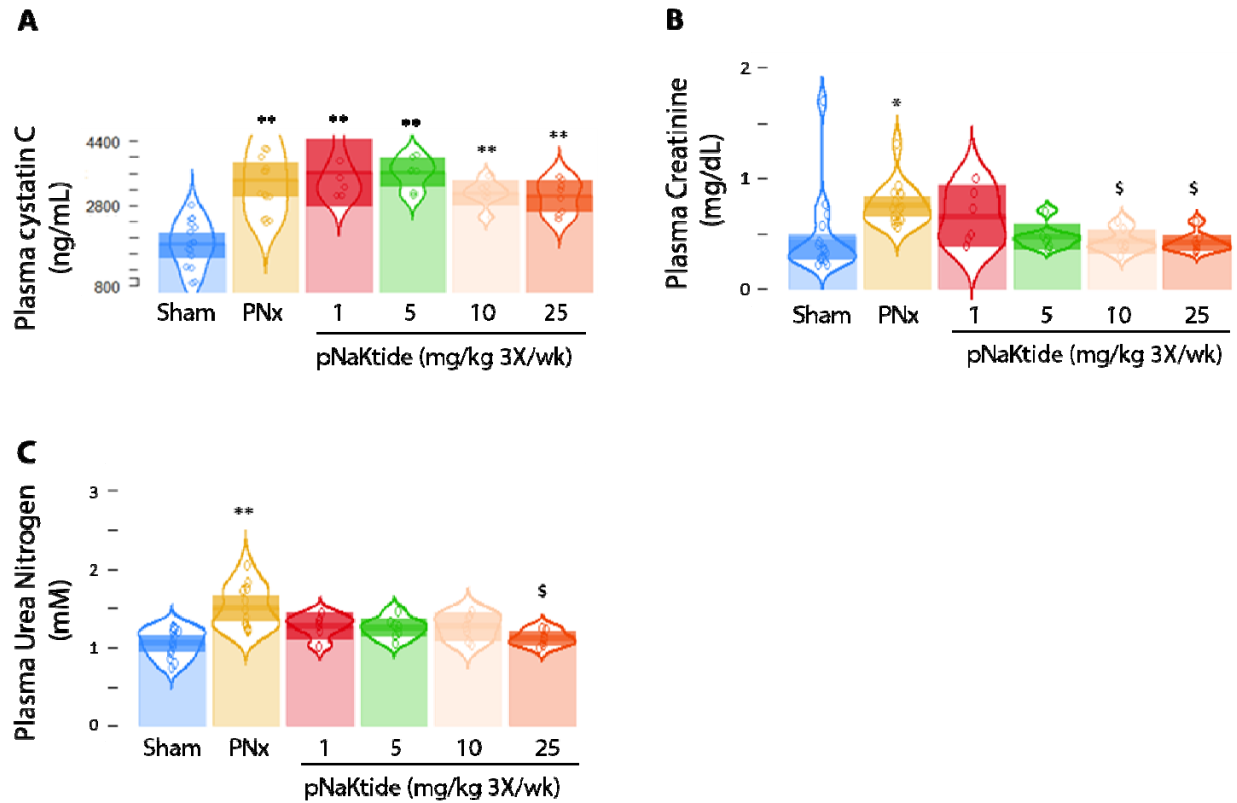 A
Plasma cystatin C
(ng/mL)
4400
2800
800
** ** ** ** **
Sham PNx 1 5 10 25
pNaKtide (mg/kg 3X/wk)
B
Plasma Creatinine
(mg/dL)
2
1
0
* $ $
Sham PNx 1 5 10 25
pNaKtide (mg/kg 3X/wk)
C
Plasma Urea Nitrogen
(mM)
3
2
1
0
** $
Sham PNx 1 5 10 25
pNaKtide (mg/kg 3X/wk)